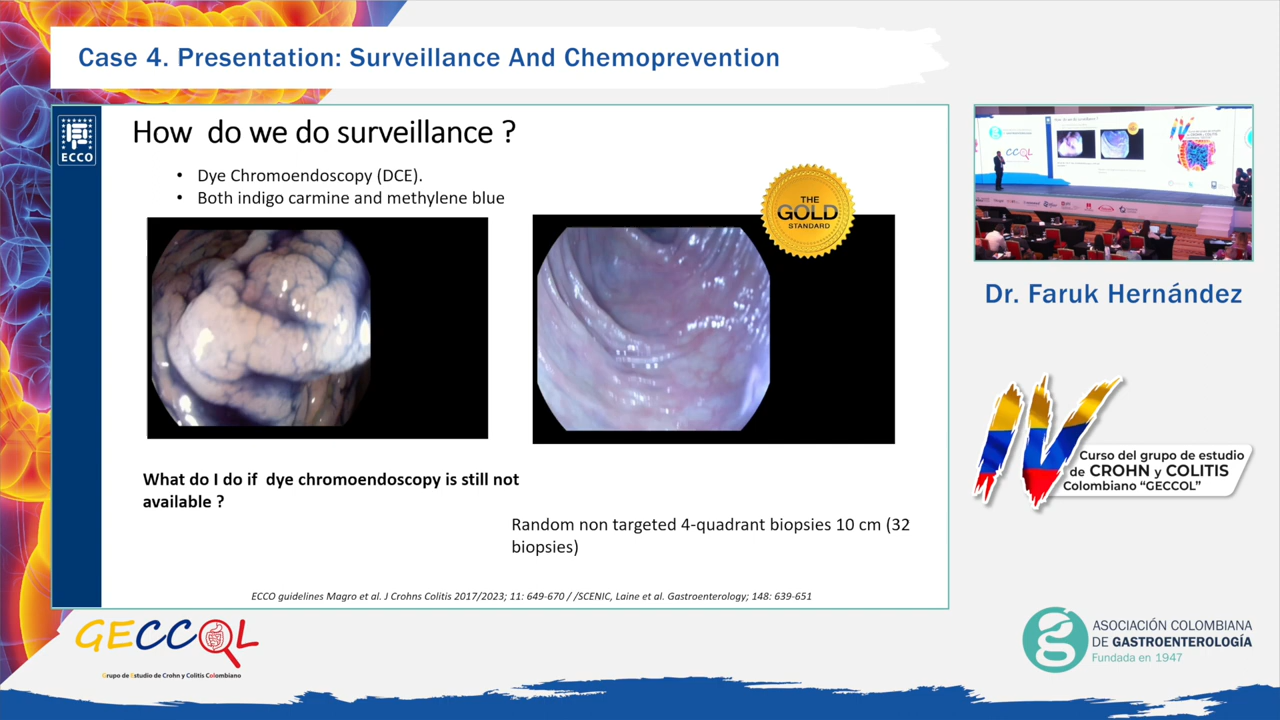 Case 4. Presentation: Surveillance And Chemoprevention
ECCO
How do we do surveillance ?
• Dye Chromoendoscopy (DCE).
• Both indigo carmine and methylene blue
THE
GOLD
STANDARD
What do I do if dye chromoendoscopy is still not
available ?
Random non targeted 4-quadrant biopsies 10 cm (32
biopsies)
ECCO guidelines Magro et al. J Crohns Colitis 2017/2023; 11: 649-670 / /SCENIC, Laine et al. Gastroenterology; 148: 639-651
Dr. Faruk Hernández
IV
Curso del grupo de estudio
de CROHN y COLITIS
Colombiano "GECCOL"
GECCOL
Grupo de Estudio de Crohn y Colitis Colombiano
ASOCIACIÓN COLOMBIANA
DE GASTROENTEROLOGÍA
Fundada en 1947